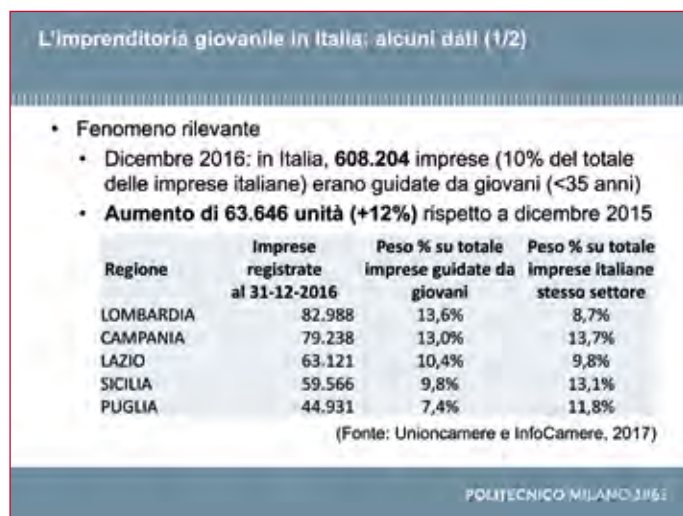 L'imprenditoria giovanile in Italia: alcuni dati (1/2)
• Fenomeno rilevante
• Dicembre 2016: in Italia, 608.204 imprese (10% del totale
delle imprese italiane) erano guidate da giovani (<35 anni)
• Aumento di 63.646 unità (+12%) rispetto a dicembre 2015
Regione Imprese registrate al 31-12-2016 Peso % su totale imprese guidate da giovani Peso % su totale imprese italiane stesso settore
LOMBARDIA 82.988 13,6% 8,7%
CAMPANIA 79.238 13,0% 13,7%
LAZIO 63.121 10,4% 9,8%
SICILIA 59.566 9,8% 13,1%
PUGLIA 44.931 7,4% 11,8%
(Fonte: Unioncamere e InfoCamere, 2017)
POLITECNICO MILANO 1863